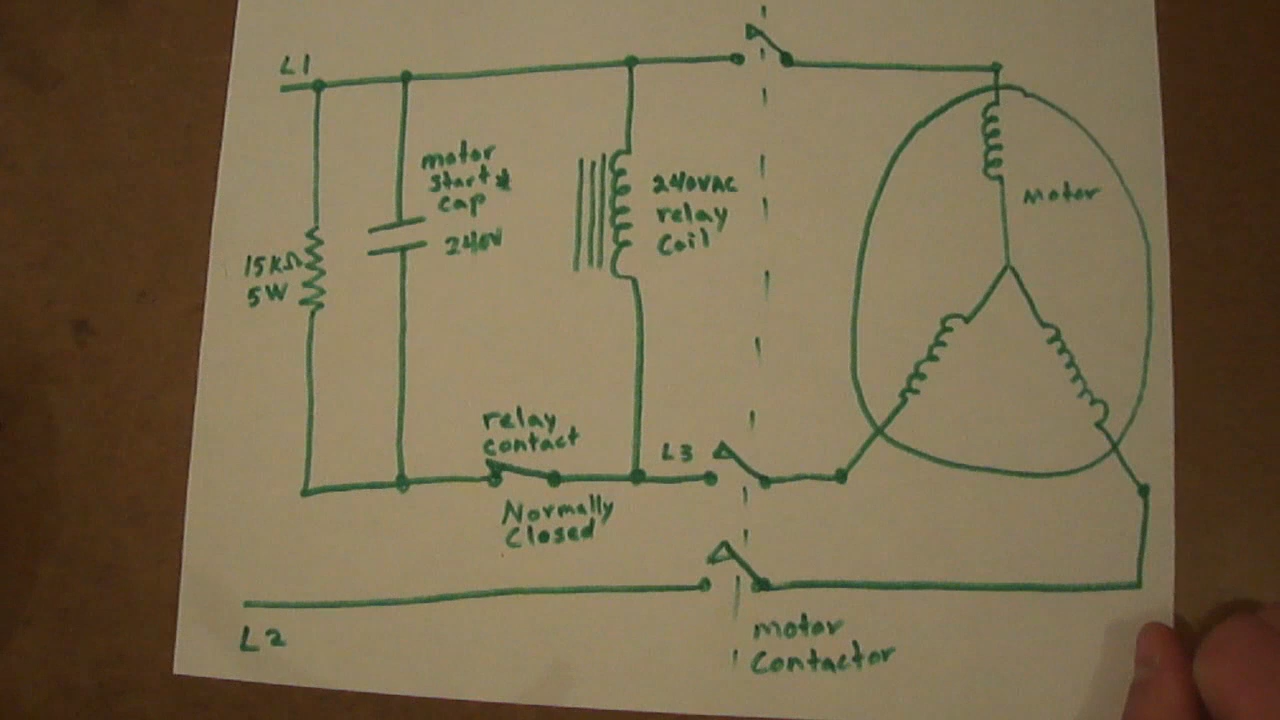 L1
motor
start
cap
240V
15KΩ
5W
240VAC
relay
Coil
Motor
relay
contact
L3
Normally
Closed
L2
motor
Contactor